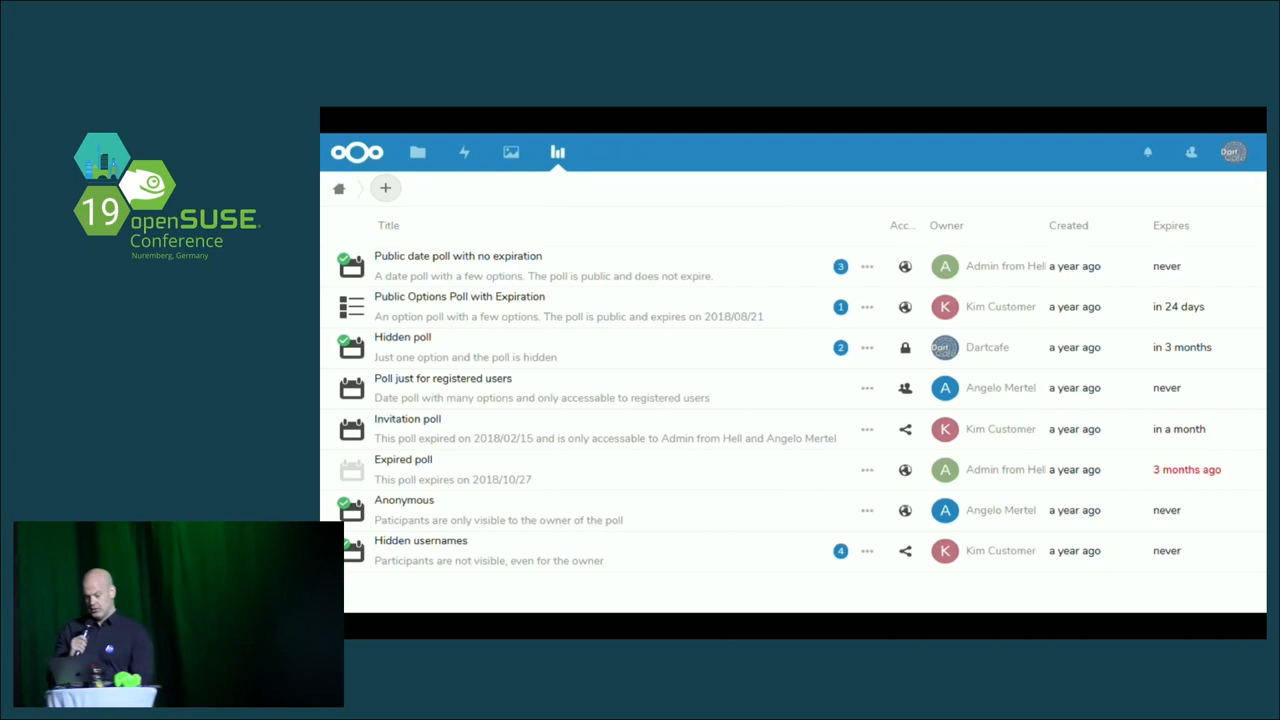 19
openSUSE
Conference
Nuremberg, Germany
Dart
Title
Acc...
Owner
Created
Expires
Public date poll with no expiration
A date poll with a few options. The poll is public and does not expire.
3
A
Admin from Hel
a year ago
never
Public Options Poll with Expiration
An option poll with a few options. The poll is public and expires on 2018/08/21
1
K
Kim Customer
a year ago
in 24 days
Hidden poll
Just one option and the poll is hidden
2
Dart
Dartcafe
a year ago
in 3 months
Poll just for registered users
Date poll with many options and only accessable to registered users
A
Angelo Mertel
a year ago
never
Invitation poll
This poll expired on 2018/02/15 and is only accessable to Admin from Hell and Angelo Mertel
K
Kim Customer
a year ago
in a month
Expired poll
This poll expires on 2018/10/27
A
Admin from Hel
a year ago
3 months ago
Anonymous
Paticipants are only visible to the owner of the poll
A
Angelo Mertel
a year ago
never
Hidden usernames
Participants are not visible, even for the owner
4
K
Kim Customer
a year ago
never